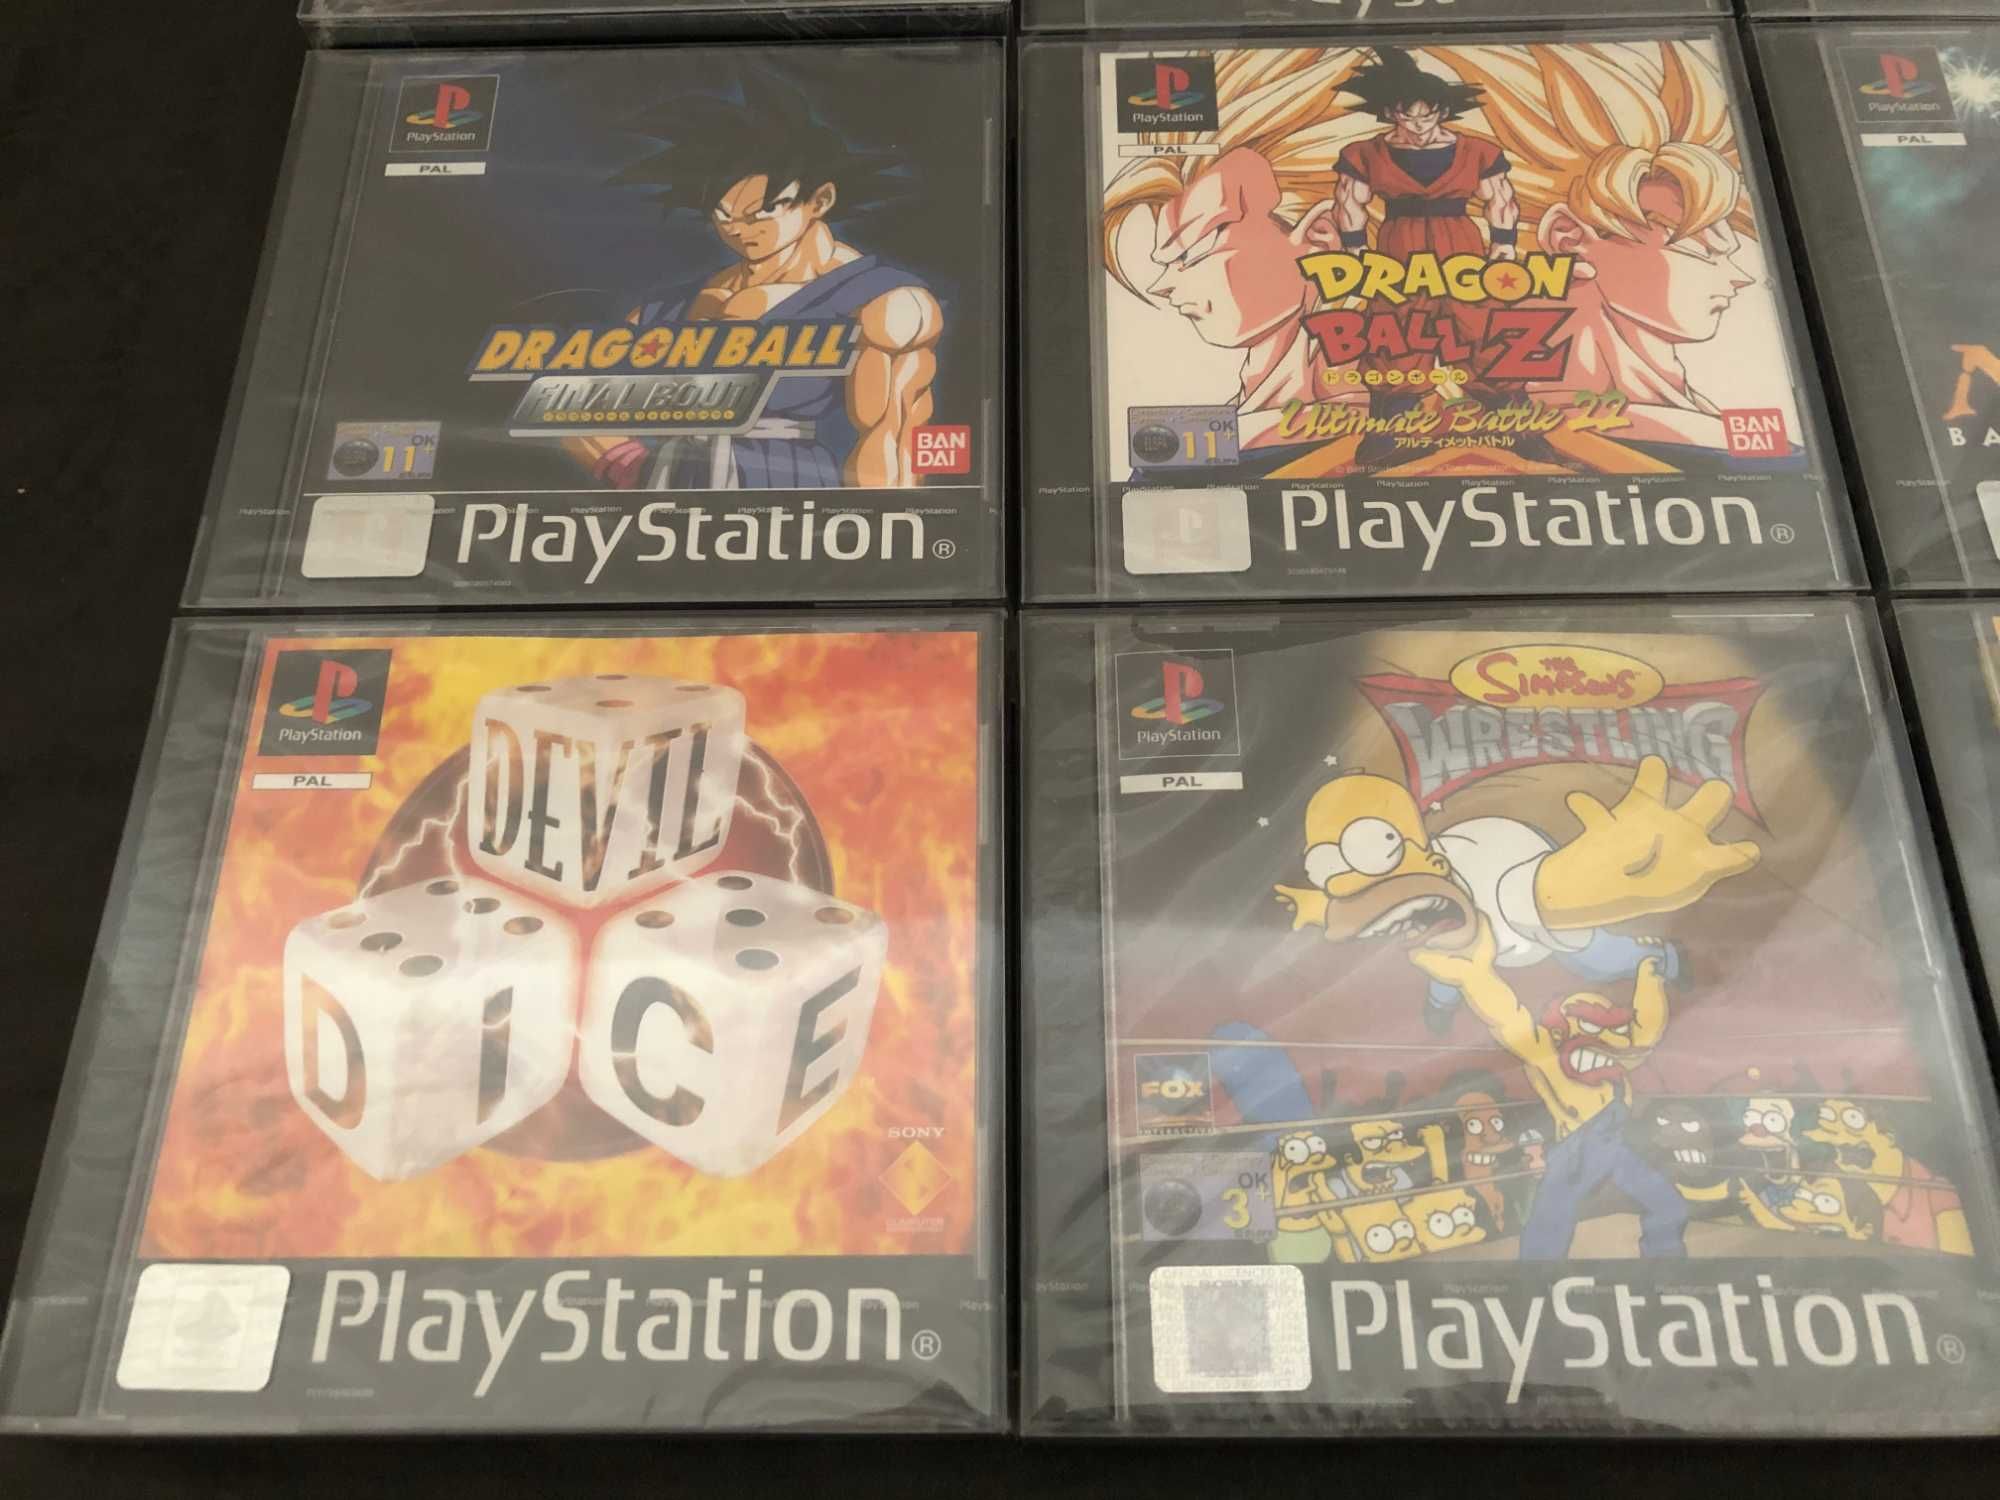 PlayStation
PlayStation
PAL
DRAGON BALL
FINAL BOUT
OK
11+
BAN
DAI
PlayStation®
PlayStation
PAL
DRAGON
BALL Z
ドラゴンボール
Ultimate Battle 22
アルティメットバトル
OK
11+
BAN
DAI
PlayStation®
PlayStation
PAL
PlayStation
PAL
DEVIL
DICE
SONY
COMPUTER
PlayStation®
PlayStation
PAL
THE
SIMPSONS
WRESTLING
FOX
INTERACTIVE
OK
3+
PlayStation®